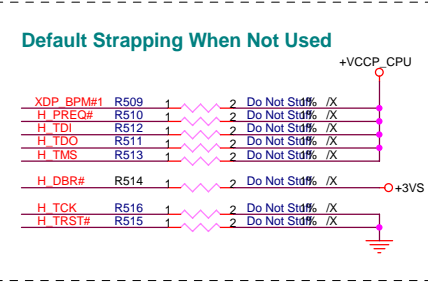 Default Strapping When Not Used
+VCCP_CPU
XDP_BPM#1 R509 1 2 Do Not Stuff 1% /X
H_PREQ# R510 1 2 Do Not Stuff 1% /X
H_TDI R512 1 2 Do Not Stuff 1% /X
H_TDO R511 1 2 Do Not Stuff 1% /X
H_TMS R513 1 2 Do Not Stuff 1% /X
H_DBR# R514 1 2 Do Not Stuff 1% /X
+3VS
H_TCK R516 1 2 Do Not Stuff 1% /X
H_TRST# R515 1 2 Do Not Stuff 1% /X